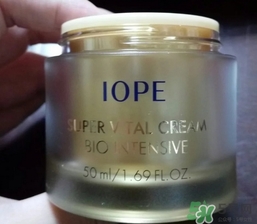 IOPE
SUPER VITAL CREAM
BIO INTENSIVE
50 ml / 1.69 FL.OZ.